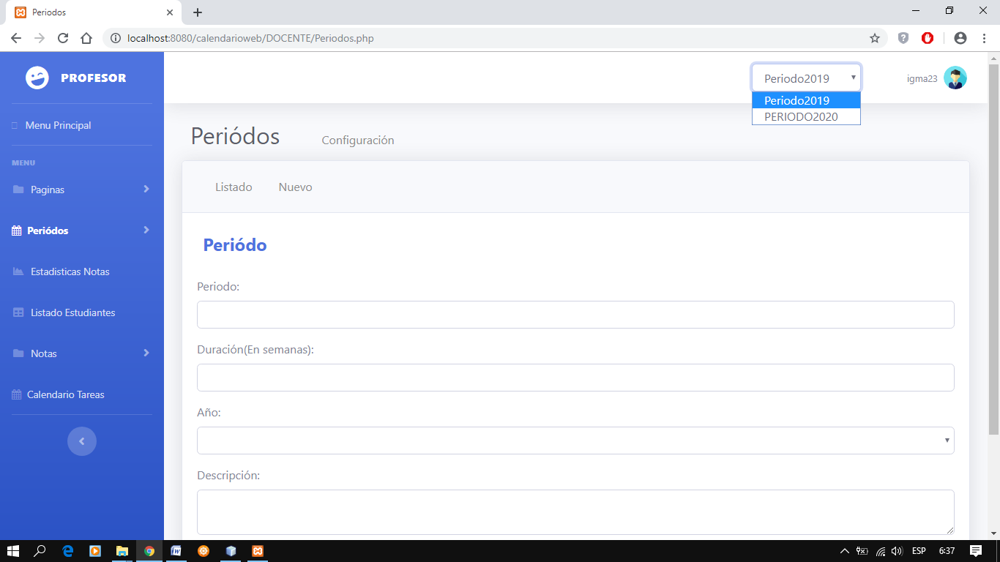 Periodos
localhost:8080/calendarioweb/DOCENTE/Periodos.php
PROFESOR
Periodo2019
igma23
Periodo2019
PERIODO2020
Menu Principal
MENU
Paginas
Periódos
Estadisticas Notas
Listado Estudiantes
Notas
Calendario Tareas
Periódos
Configuración
Listado
Nuevo
Periódo
Periodo:
Duración(En semanas):
Año:
Descripción:
ESP
6:37